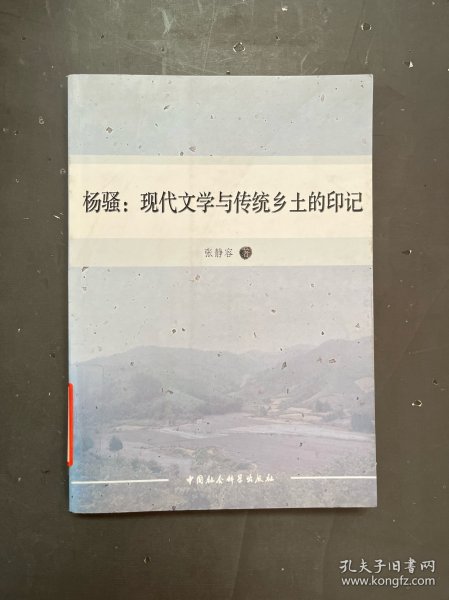 杨骚：现代文学与传统乡土的印记
张静容 著
中国社会科学出版社
孔夫子旧书网
www.kongfz.com